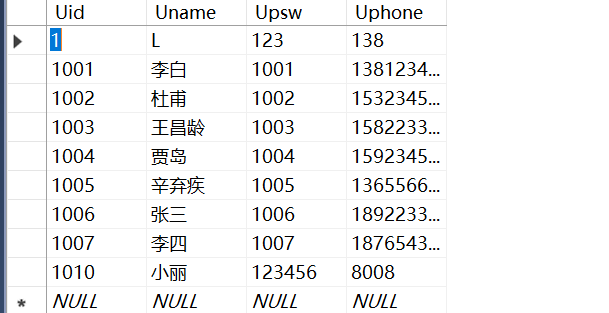 Uid Uname Upsw Uphone
1 L 123 138
1001 李白 1001 1381234...
1002 杜甫 1002 1532345...
1003 王昌龄 1003 1582233...
1004 贾岛 1004 1592345...
1005 辛弃疾 1005 1365566...
1006 张三 1006 1892233...
1007 李四 1007 1876543...
1010 小丽 123456 8008
NULL NULL NULL NULL